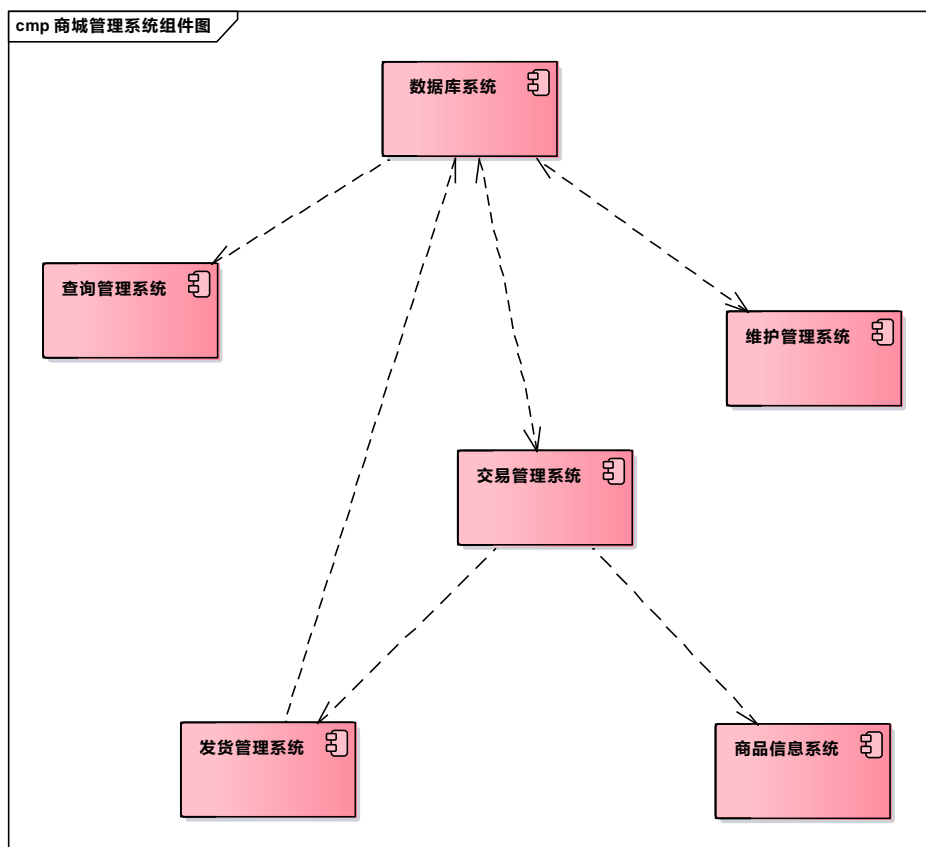 cmp 商城管理系统组件图
数据库系统
查询管理系统
维护管理系统
交易管理系统
发货管理系统
商品信息系统